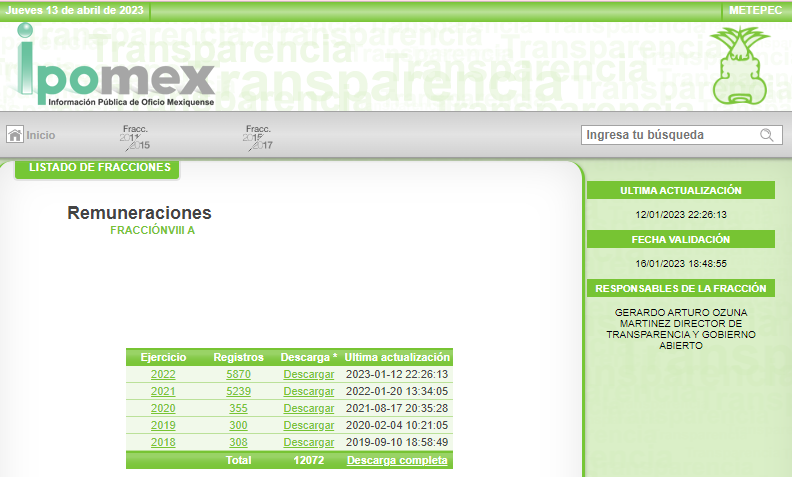 Jueves 13 de abril de 2023
METEPEC
ipomex
Información Pública de Oficio Mexiquense
Transparencia
Inicio
Fracc.
2015
Fracc.
2017
Ingresa tu búsqueda
LISTADO DE FRACCIONES
Remuneraciones
FRACCIÓNVIII A
Ejercicio Registros Descarga * Ultima actualización
2022 5870 Descargar 2023-01-12 22:26:13
2021 5239 Descargar 2022-01-20 13:34:05
2020 355 Descargar 2021-08-17 20:35:28
2019 300 Descargar 2020-02-04 10:21:05
2018 308 Descargar 2019-09-10 18:58:49
Total 12072 Descarga completa
ULTIMA ACTUALIZACIÓN
12/01/2023 22:26:13
FECHA VALIDACIÓN
16/01/2023 18:48:55
RESPONSABLES DE LA FRACCIÓN
GERARDO ARTURO OZUNA
MARTINEZ DIRECTOR DE
TRANSPARENCIA Y GOBIERNO
ABIERTO